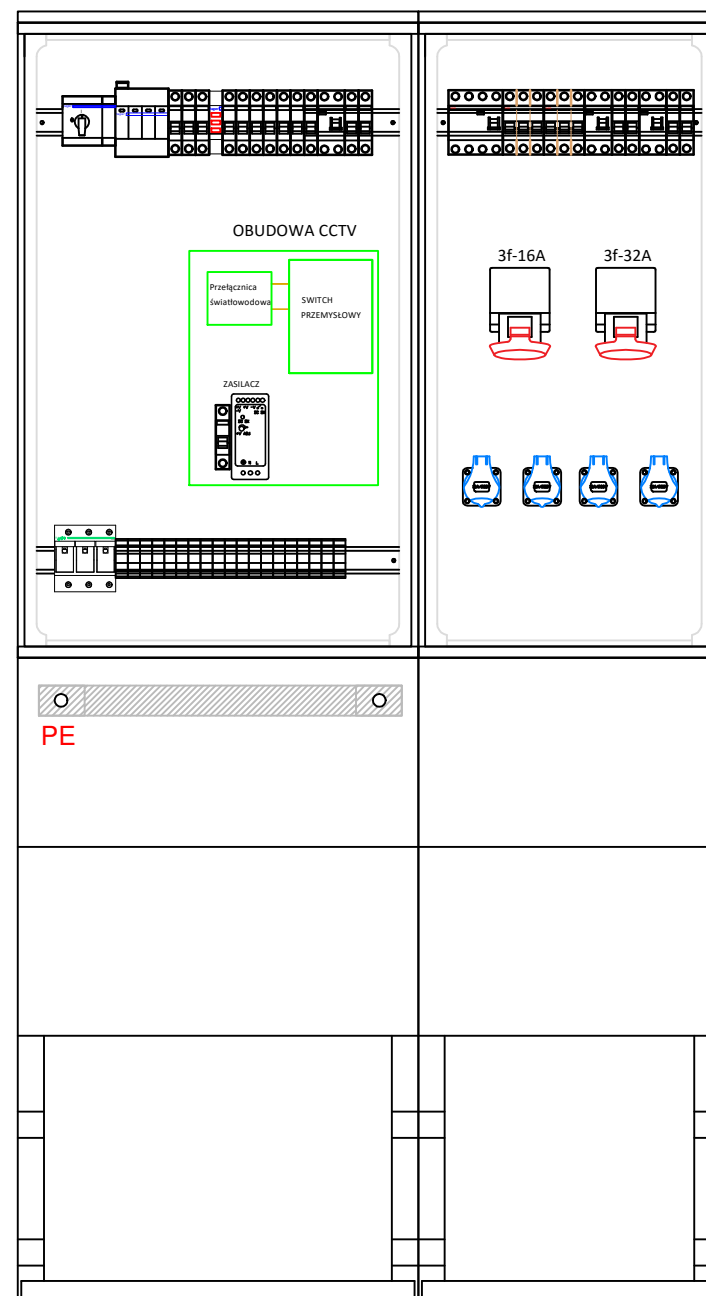 OBUDOWA CCTV
3f-16A
3f-32A
Przełącznica
światłowodowa
SWITCH
PRZEMYSŁOWY
ZASILACZ
PE